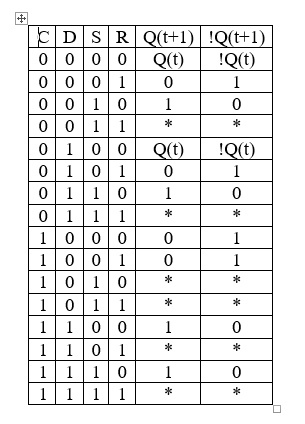 C D S R Q(t+1) !Q(t+1)
0 0 0 0 Q(t) !Q(t)
0 0 0 1 0 1
0 0 1 0 1 0
0 0 1 1 * *
0 1 0 0 Q(t) !Q(t)
0 1 0 1 0 1
0 1 1 0 1 0
0 1 1 1 * *
1 0 0 0 0 1
1 0 0 1 0 1
1 0 1 0 * *
1 0 1 1 * *
1 1 0 0 1 0
1 1 0 1 * *
1 1 1 0 1 0
1 1 1 1 * *